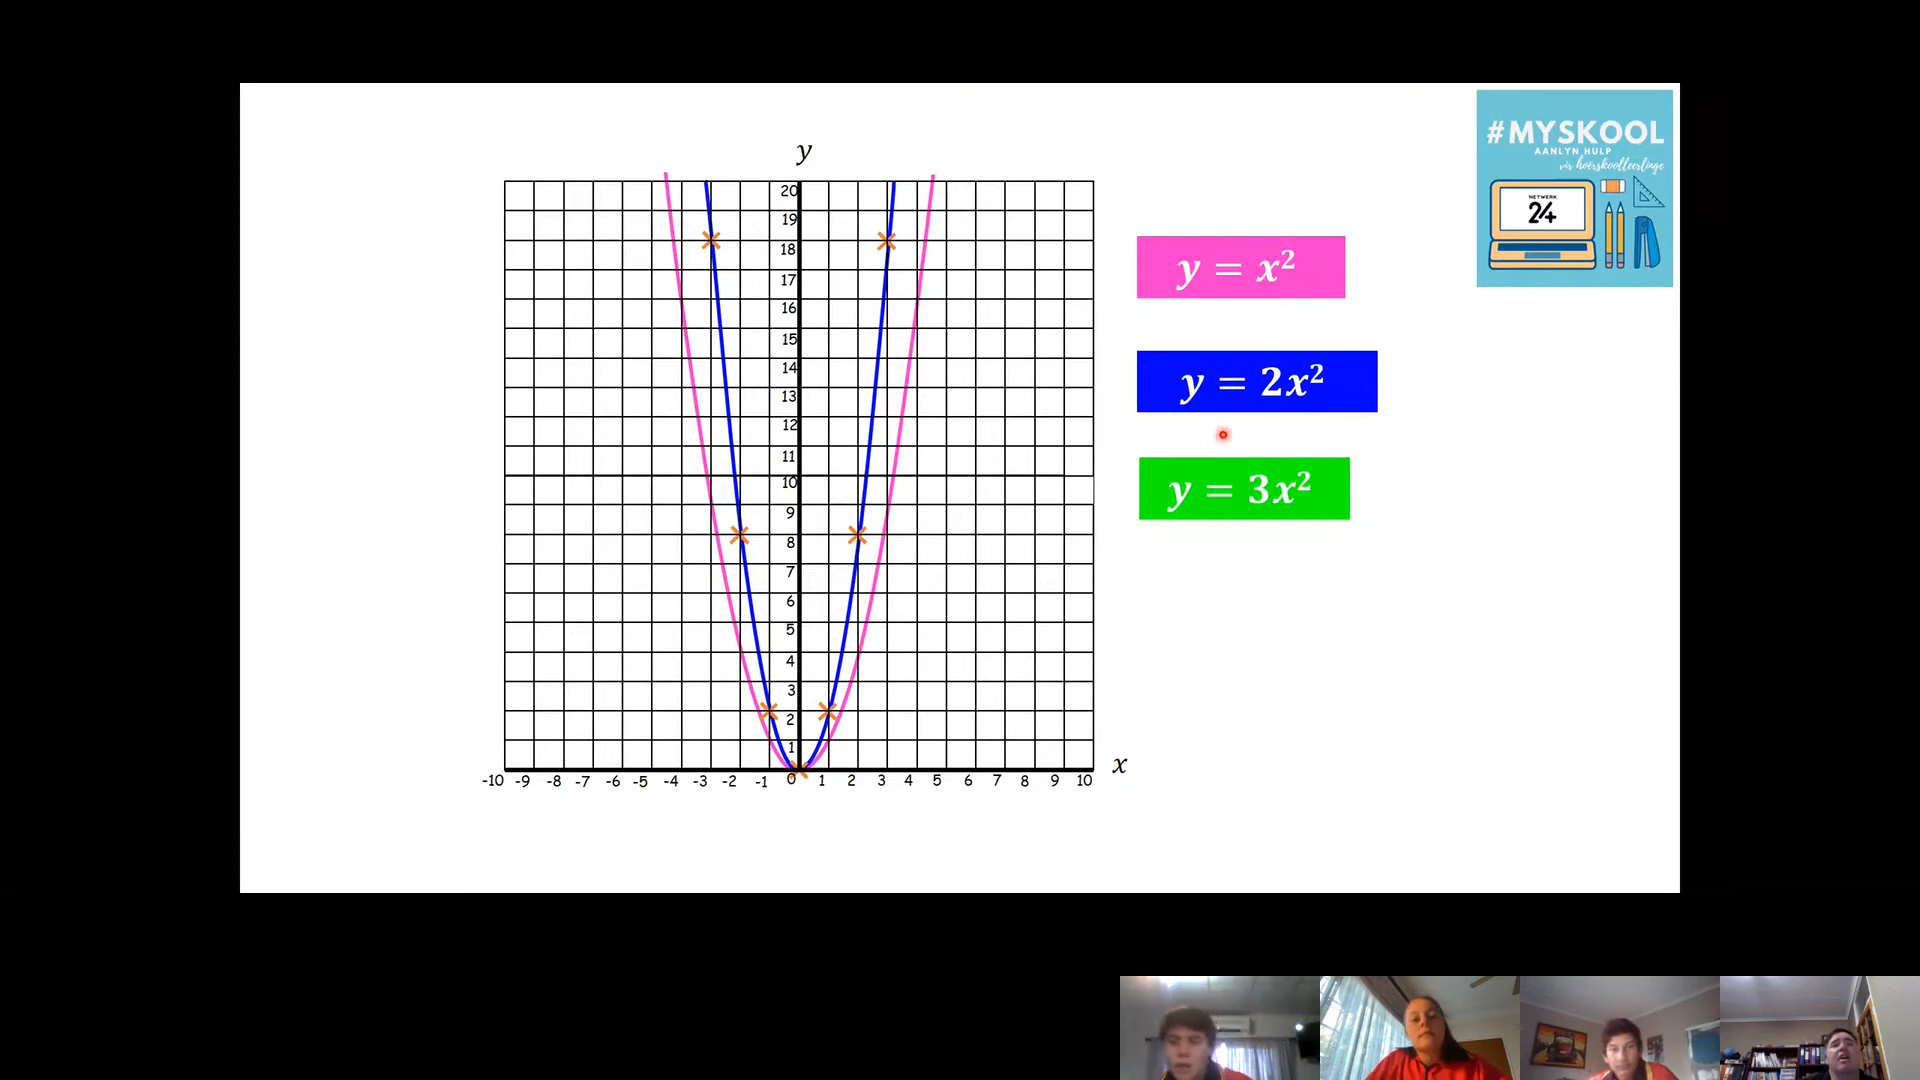 #MYSKOOL
AANLYN HULP
vir hoërskoolleerlinge
NETWERK
24
y
20
19
18
17
16
15
14
13
12
11
10
9
8
7
6
5
4
3
2
1
-10 -9 -8 -7 -6 -5 -4 -3 -2 -1 0 1 2 3 4 5 6 7 8 9 10
x
y = x²
y = 2x²
y = 3x²